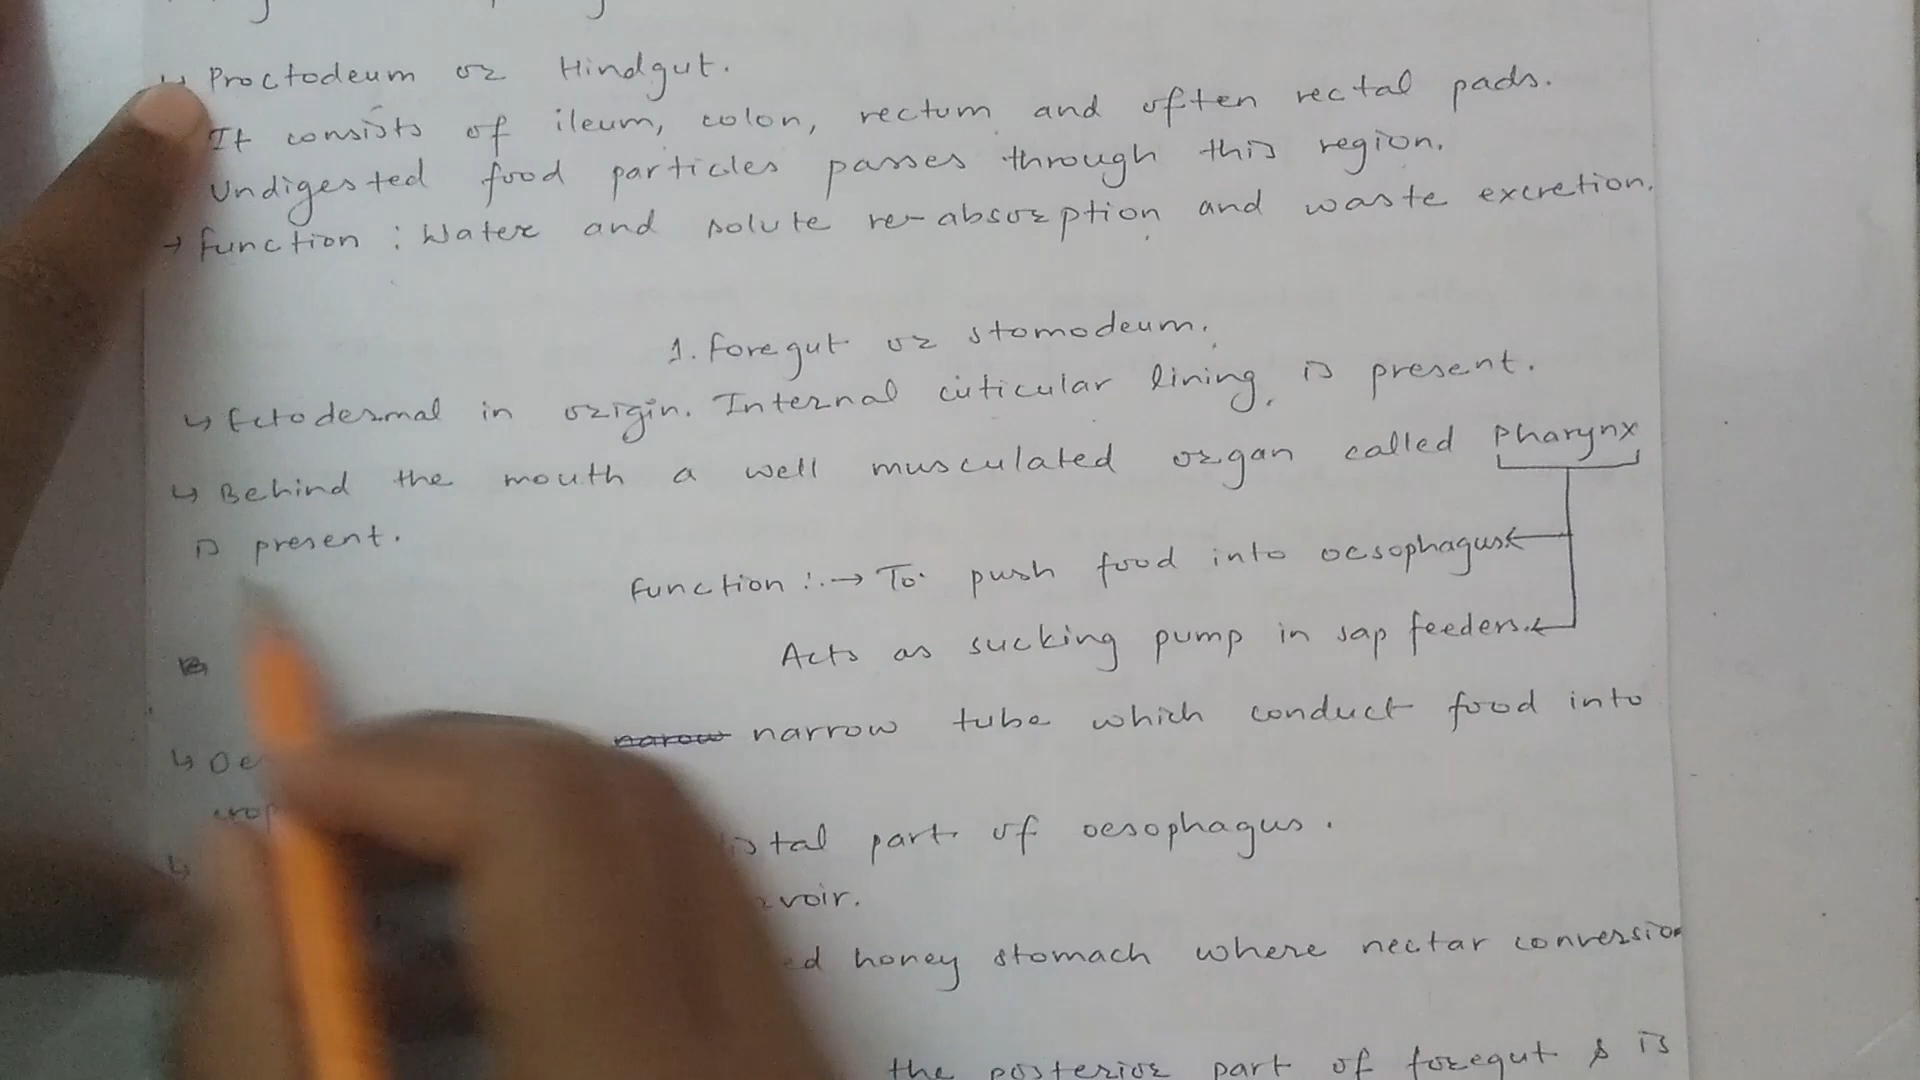 ↳ Proctodeum or Hindgut.
It consists of ileum, colon, rectum and often rectal pads.
Undigested food particles passes through this region.
→ function : Water and solute re-absorption and waste excretion.
1. foregut or stomodeum.
↳ Ectodermal in origin. Internal cuticular lining is present.
↳ Behind the mouth a well musculated organ called Pharynx
is present.
function :→ To push food into oesophagus←
Acts as sucking pump in sap feeders.←
↳ narow narrow tube which conduct food into
crop
part of oesophagus.
honey stomach where nectar conversion
the posterior part of foregut & is